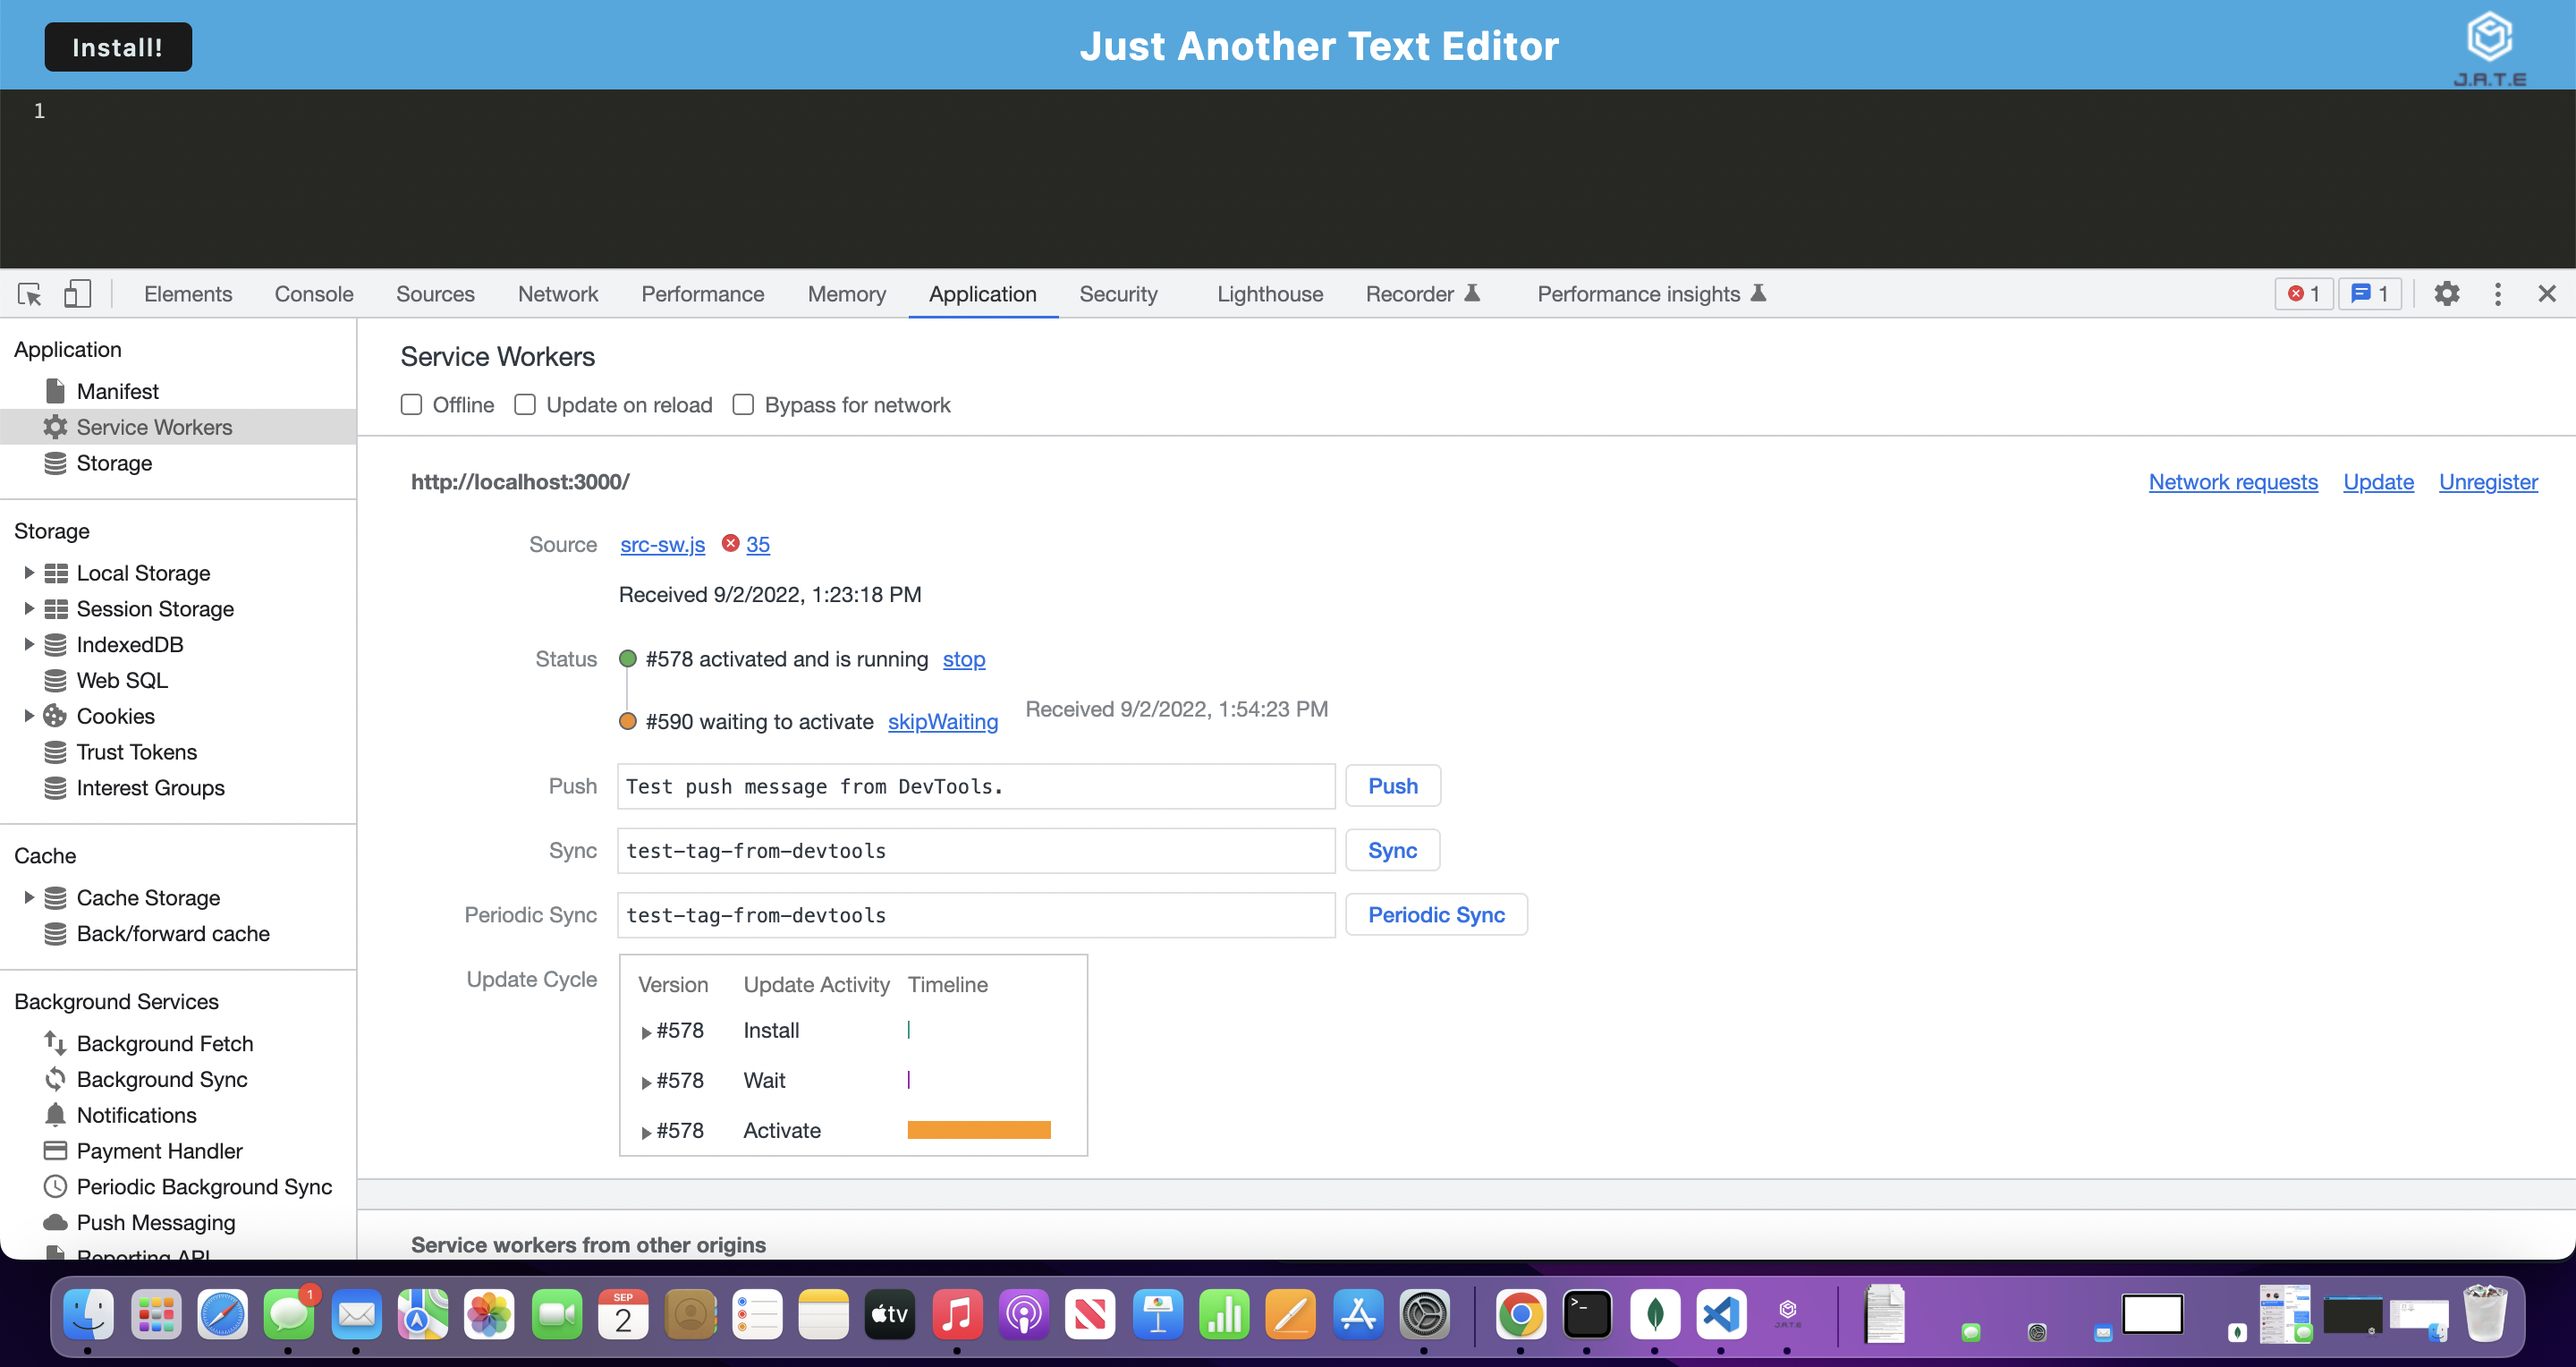 Install!
Just Another Text Editor
J.A.T.E
1
Elements Console Sources Network Performance Memory Application Security Lighthouse Recorder Performance insights 1 1
Application
Manifest
Service Workers
Storage
Storage
Local Storage
Session Storage
IndexedDB
Web SQL
Cookies
Trust Tokens
Interest Groups
Cache
Cache Storage
Back/forward cache
Background Services
Background Fetch
Background Sync
Notifications
Payment Handler
Periodic Background Sync
Push Messaging
Reporting API
Service Workers
Offline Update on reload Bypass for network
http://localhost:3000/ Network requests Update Unregister
Source src-sw.js 35
Received 9/2/2022, 1:23:18 PM
Status #578 activated and is running stop
#590 waiting to activate skipWaiting Received 9/2/2022, 1:54:23 PM
Push Test push message from DevTools. Push
Sync test-tag-from-devtools Sync
Periodic Sync test-tag-from-devtools Periodic Sync
Update Cycle Version Update Activity Timeline
#578 Install
#578 Wait
#578 Activate
Service workers from other origins
1
SEP
2
tv
>_
J.A.T.E